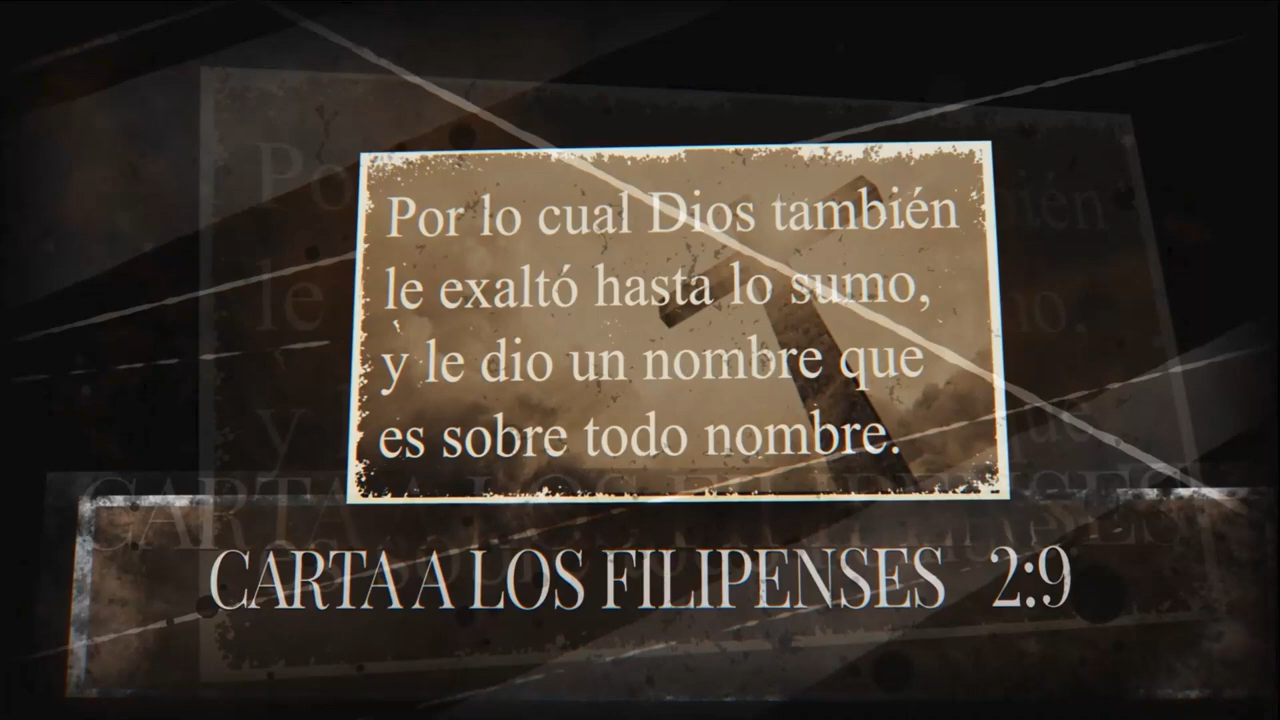 Por lo cual Dios también
le exaltó hasta lo sumo,
y le dio un nombre que
es sobre todo nombre.
CARTA A LOS FILIPENSES 2:9